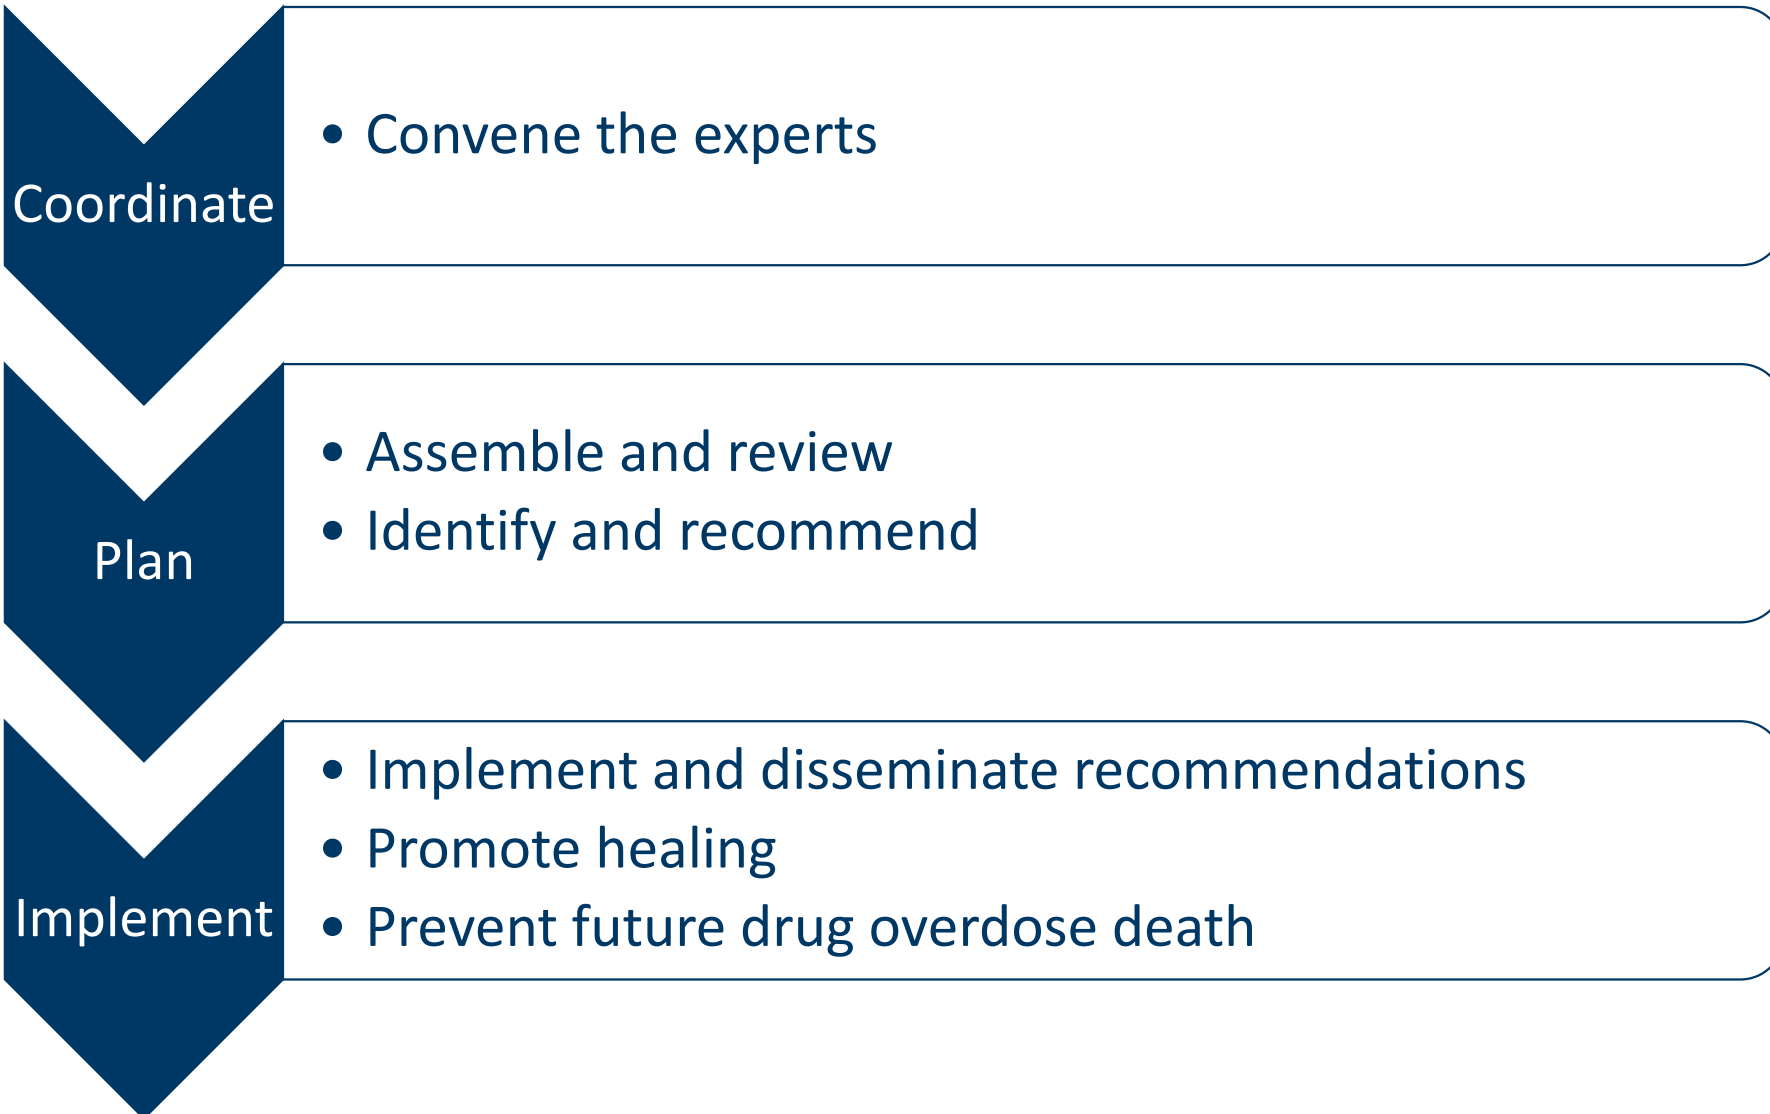 Coordinate
• Convene the experts
Plan
• Assemble and review
• Identify and recommend
Implement
• Implement and disseminate recommendations
• Promote healing
• Prevent future drug overdose death